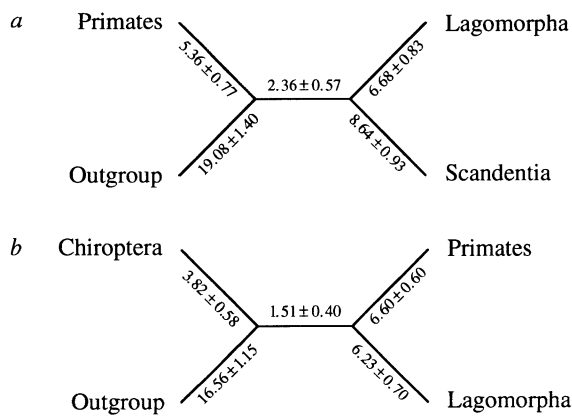 a
Primates
Lagomorpha
5.36±0.77
2.36±0.57
6.68±0.83
19.08±1.40
8.64±0.93
Outgroup
Scandentia
b
Chiroptera
Primates
3.82±0.58
1.51±0.40
6.60±0.60
16.56±1.15
6.23±0.70
Outgroup
Lagomorpha